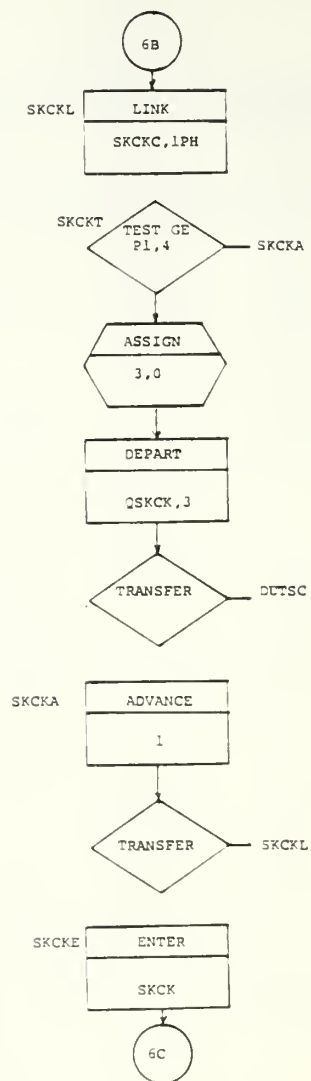 6B
SKCKL
LINK
SKCKC,1PH
SKCKT
TEST GE
P1,4
SKCKA
ASSIGN
3,0
DEPART
QSKCK,3
TRANSFER
DUTSC
SKCKA
ADVANCE
1
TRANSFER
SKCKL
SKCKE
ENTER
SKCK
6C